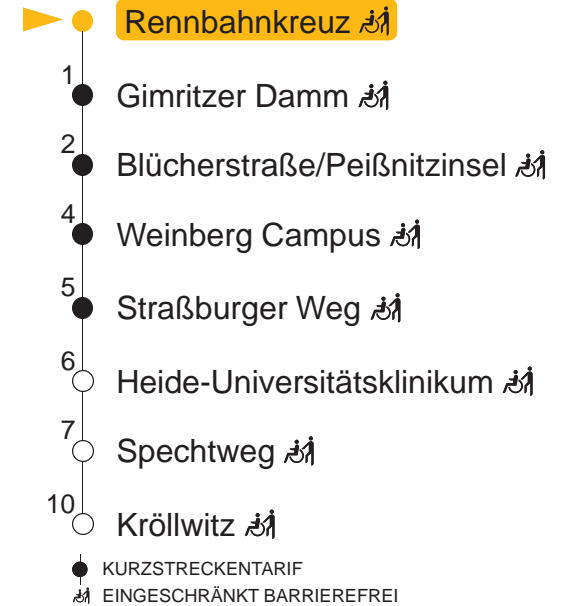 Rennbahnkreuz
1
Gimritzer Damm
2
Blücherstraße/Peißnitzinsel
4
Weinberg Campus
5
Straßburger Weg
6
Heide-Universitätsklinikum
7
Spechtweg
10
Kröllwitz
KURZSTRECKENTARIF
EINGESCHRÄNKT BARRIEREFREI